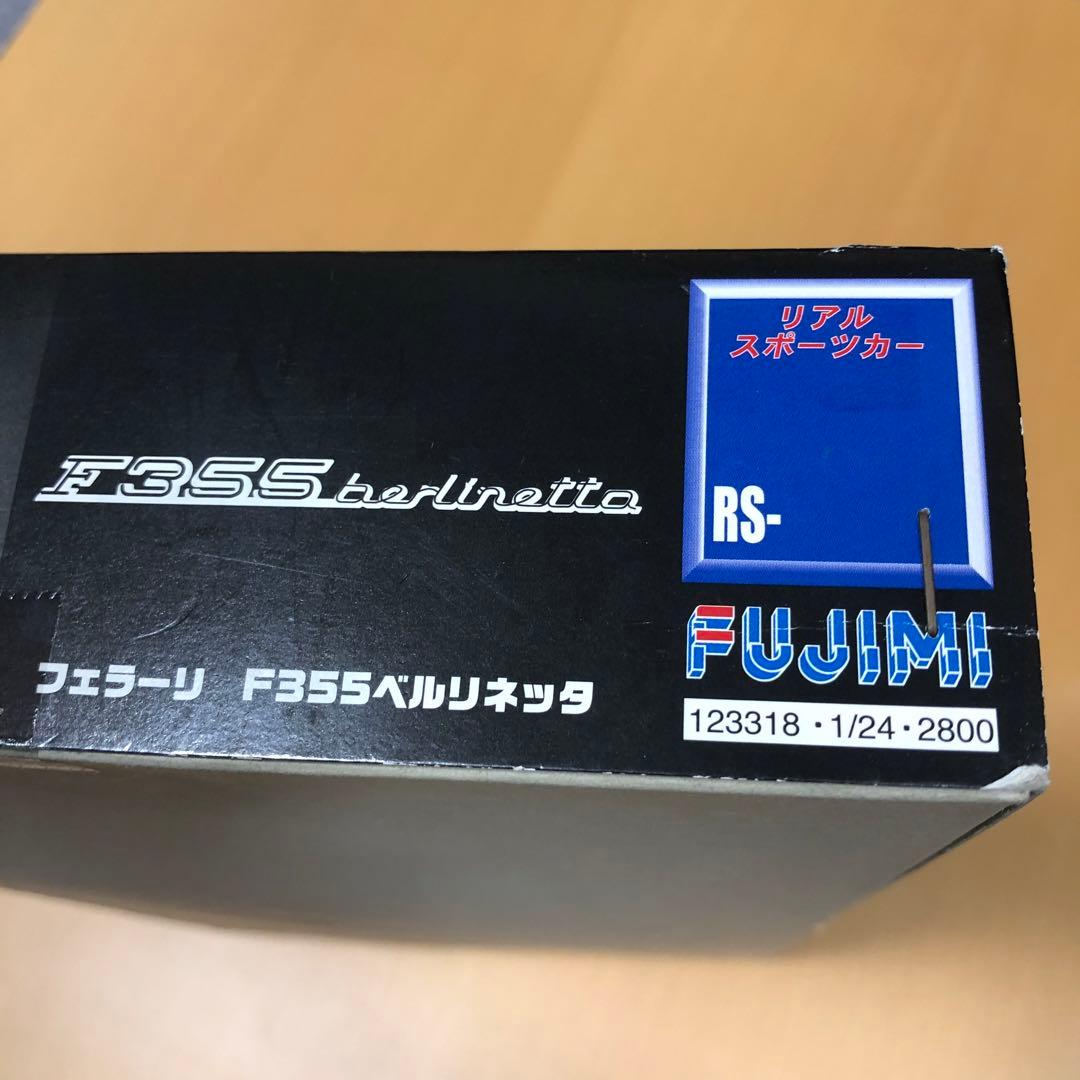 リアル
スポーツカー
RS-
F355 berlinetta
FUJIMI
フェラーリ F355ベルリネッタ
123318・1/24・2800